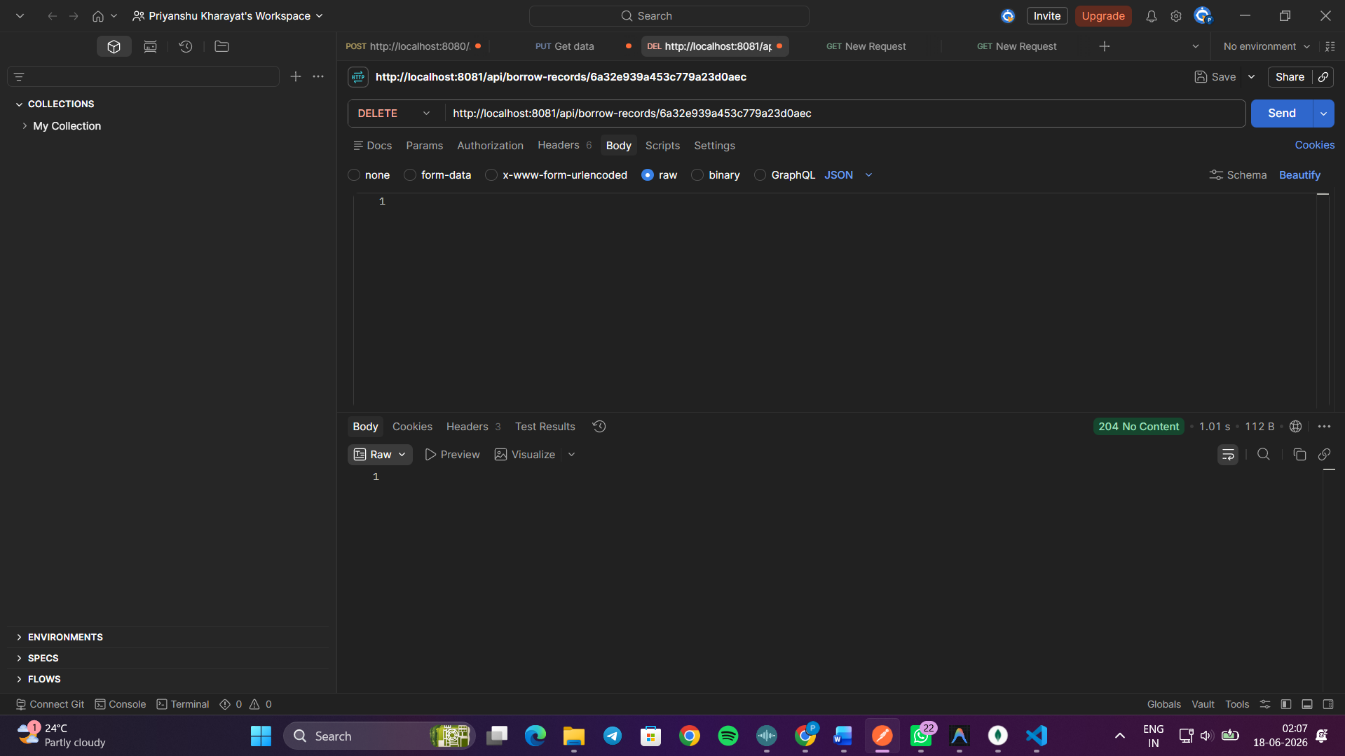 Priyanshu Kharayat's Workspace
Search
Invite
Upgrade
POST http://localhost:8080/
PUT Get data
DEL http://localhost:8081/ap
GET New Request
GET New Request
No environment
COLLECTIONS
My Collection
HTTP
http://localhost:8081/api/borrow-records/6a32e939a453c779a23d0aec
Save
Share
DELETE
http://localhost:8081/api/borrow-records/6a32e939a453c779a23d0aec
Send
Docs Params Authorization Headers 6 Body Scripts Settings
Cookies
none form-data x-www-form-urlencoded raw binary GraphQL JSON
Schema Beautify
1
Body Cookies Headers 3 Test Results
204 No Content • 1.01 s • 112 B
Raw Preview Visualize
1
ENVIRONMENTS
SPECS
FLOWS
Connect Git Console Terminal 0 0
Globals Vault Tools
1
24°C
Partly cloudy
Search
P
22
ENG
IN
02:07
18-06-2026